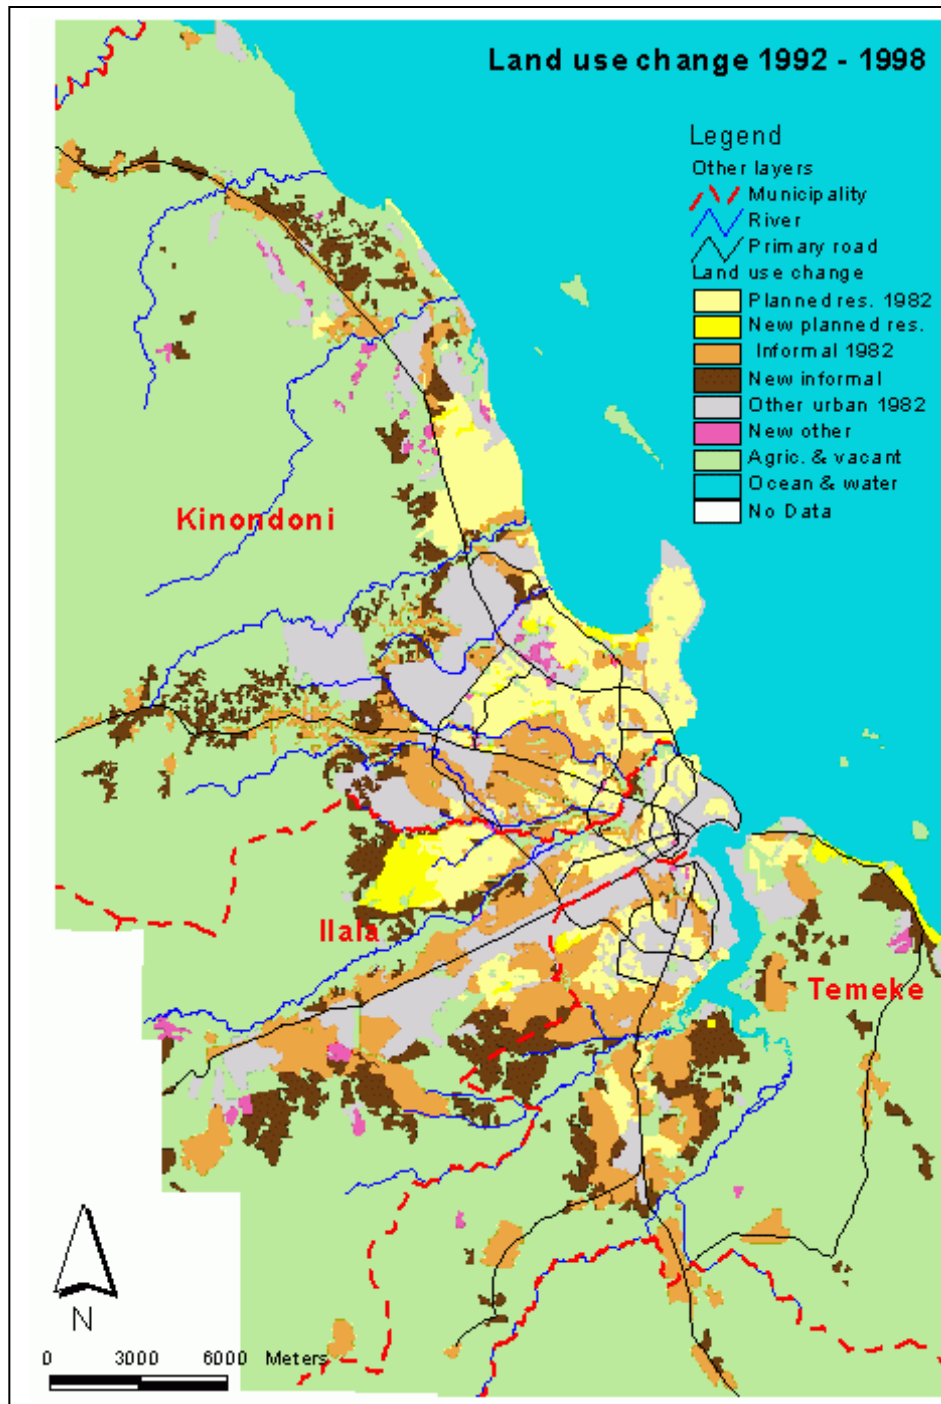 Land use change 1992 - 1998
Legend
Other layers
Municipality
River
Primary road
Land use change
Planned res. 1982
New planned res.
Informal 1982
New informal
Other urban 1982
New other
Agric. & vacant
Ocean & water
No Data
Kinondoni
Ilala
Temeke
N
0 3000 6000 Meters